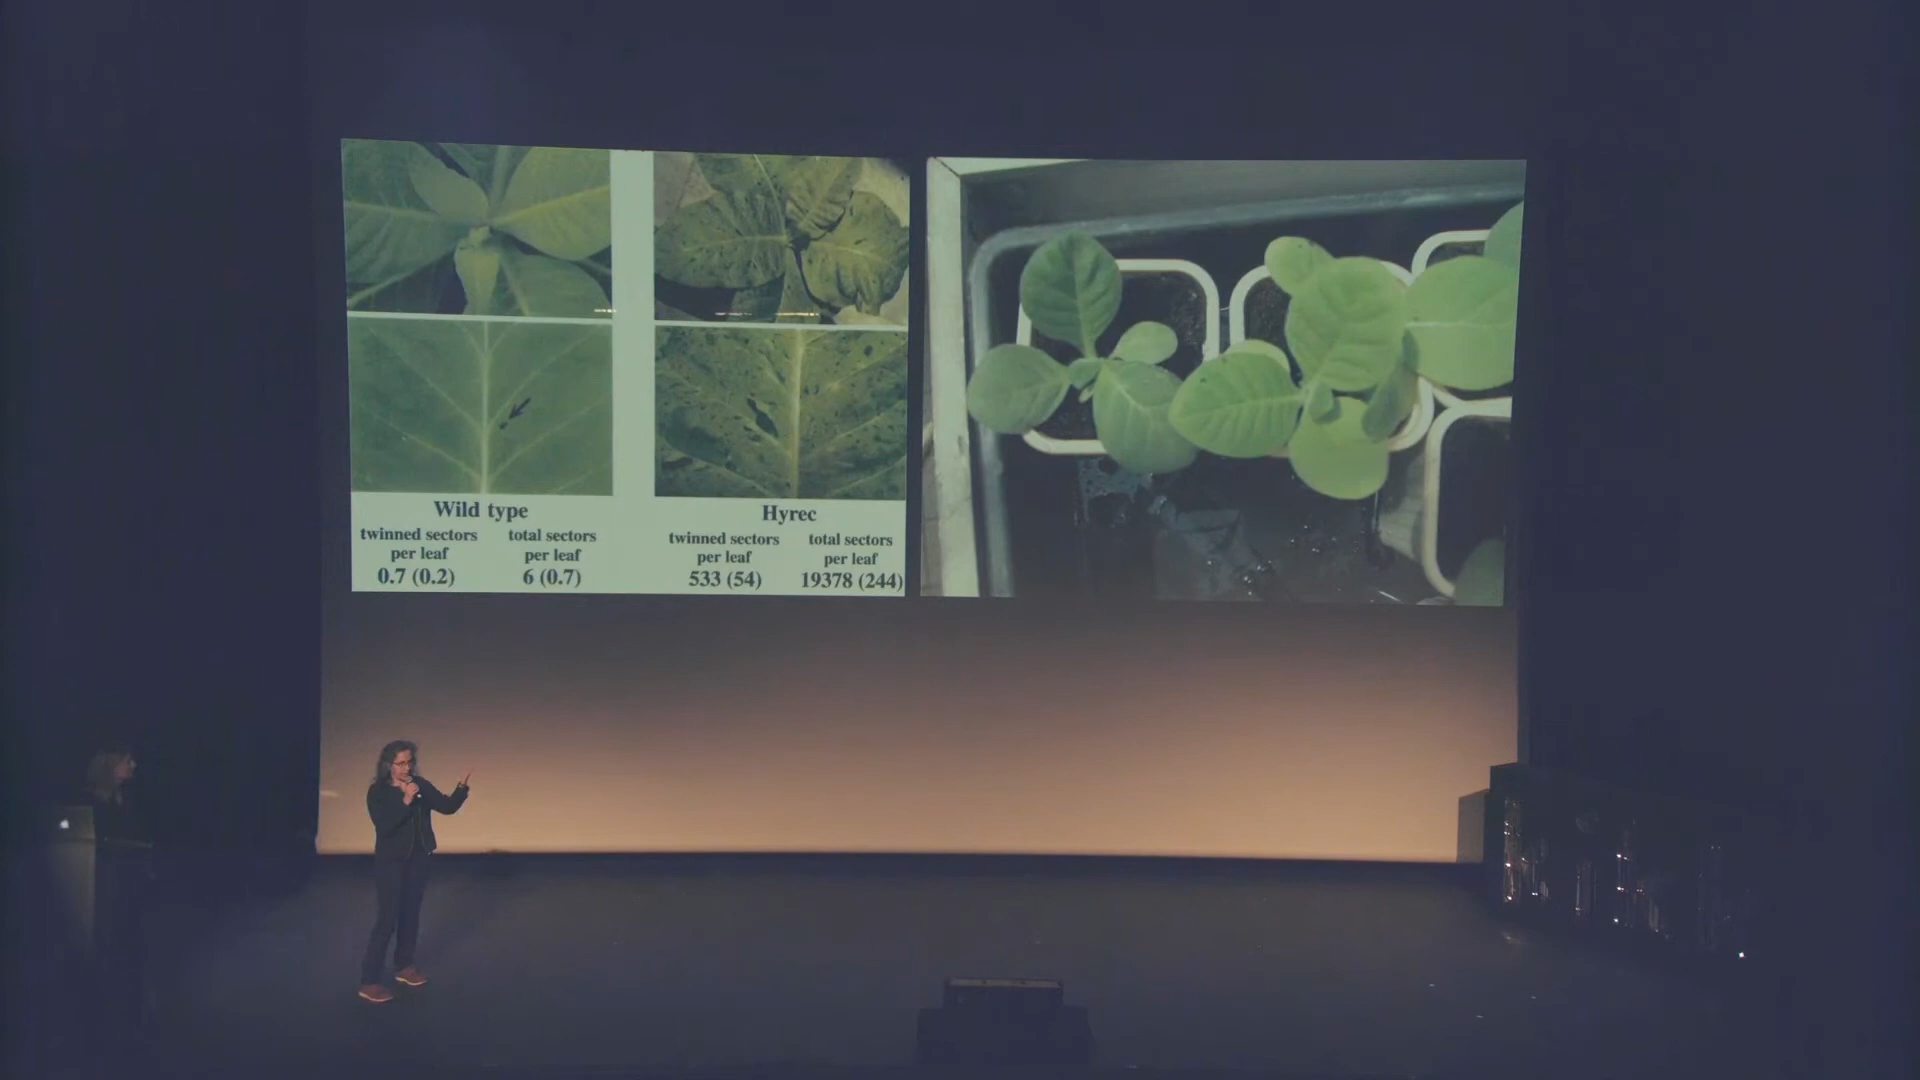 Wild type
twinned sectors per leaf
0.7 (0.2)
total sectors per leaf
6 (0.7)
Hyrec
twinned sectors per leaf
533 (54)
total sectors per leaf
19378 (244)